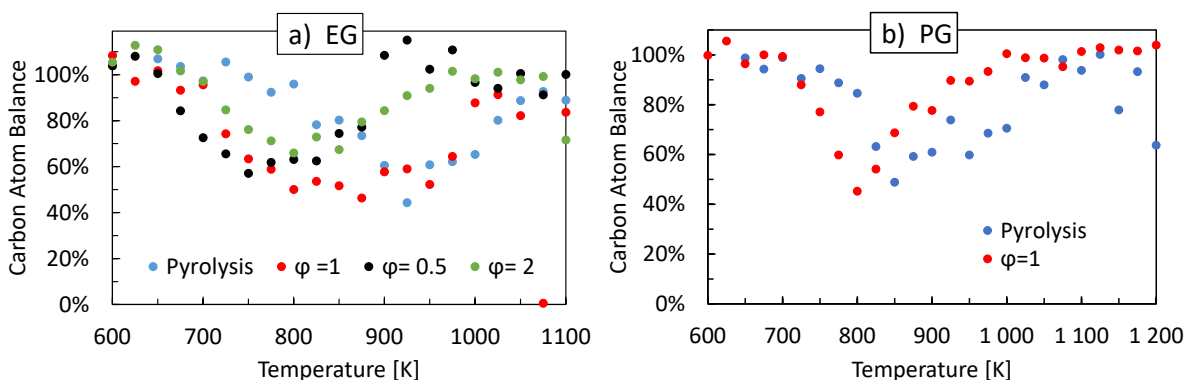 a) EG
Carbon Atom Balance
100%
80%
60%
40%
20%
0%
Pyrolysis
φ =1
φ= 0.5
φ= 2
600
700
800
900
1000
1100
Temperature [K]
b) PG
Carbon Atom Balance
100%
80%
60%
40%
20%
0%
Pyrolysis
φ=1
600
700
800
900
1 000
1 100
1 200
Temperature [K]